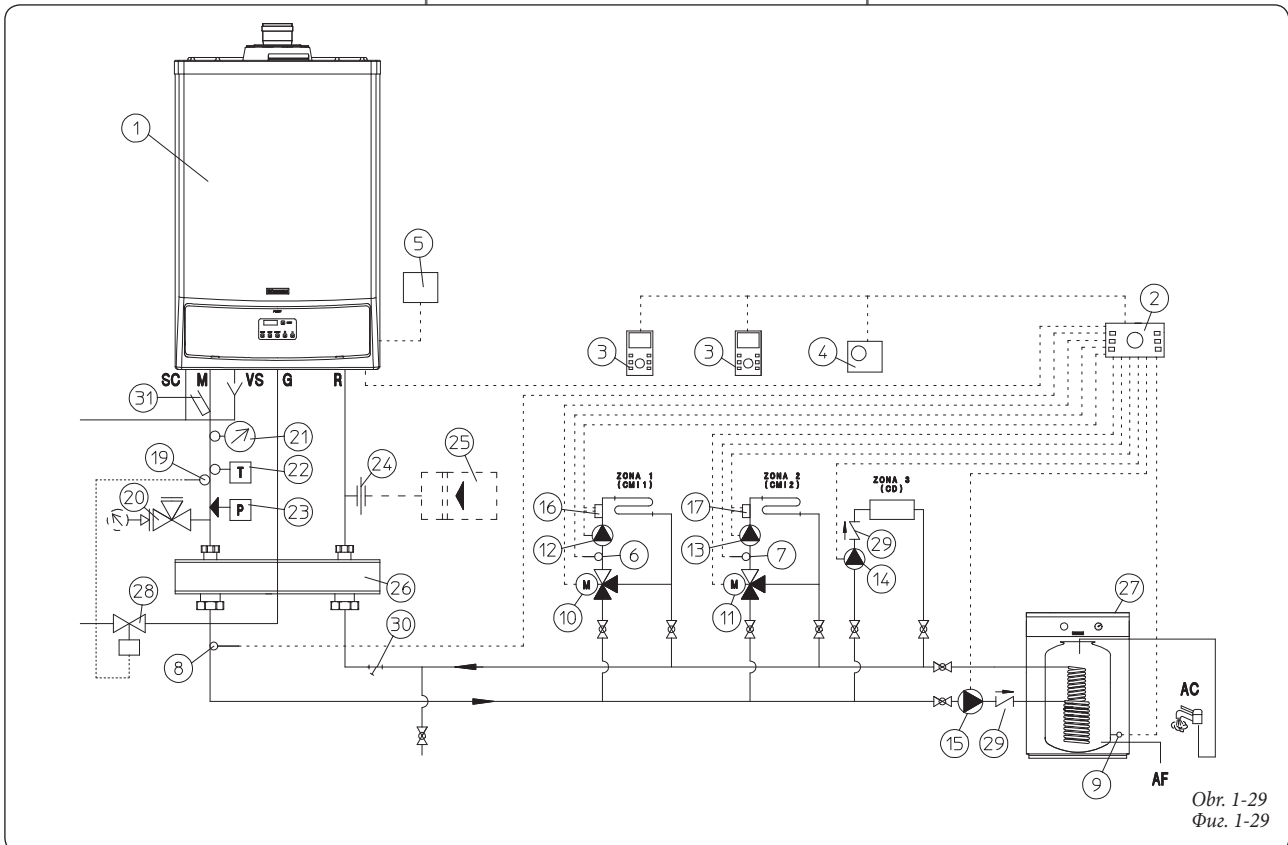 1
5
3
3
4
2
SC M VS G R
31
21
22
T
19
20
23
P
24
25
26
28
8
30
ZONA 1
(CMI1)
16
12
6
M
10
ZONA 2
(CMI2)
17
13
7
M
11
ZONA 3
(CD)
29
14
15
29
27
9
AC
AF
Obr. 1-29
Фиг. 1-29